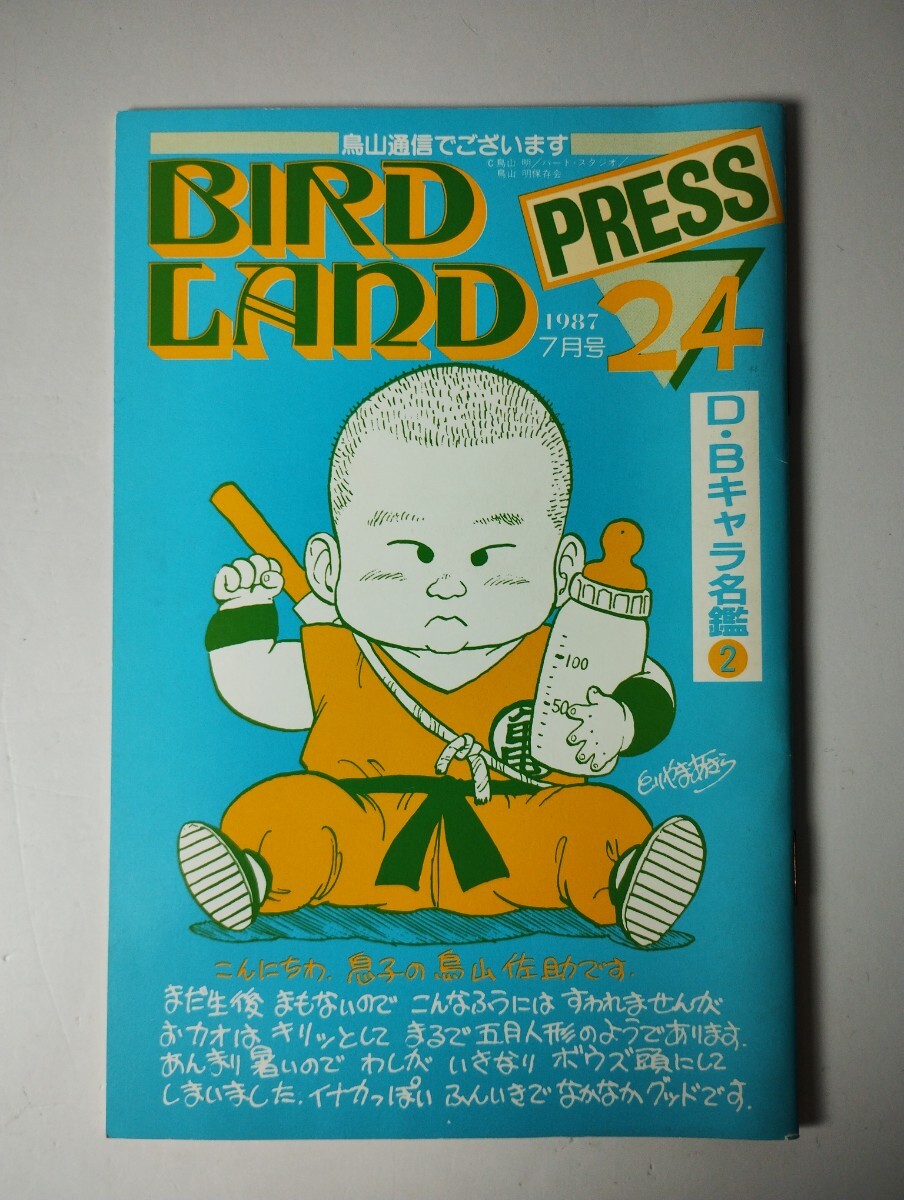 鳥山通信でございます
©鳥山 明/バード・スタジオ/
鳥山 明保存会
BIRD
LAND
PRESS
24
1987
7月号
D・Bキャラ名鑑2
100
50
とりやまあきら
こんにちわ、息子の鳥山佐助です。
まだ生後 まもないので こんなふうには すわれませんが
おカオは キリッとして まるで 五月人形のようであります。
あんまり 暑いので わしが いきなり ボウズ頭にして
しまいました。イナカっぽい ふんいきで なかなか グッドです。